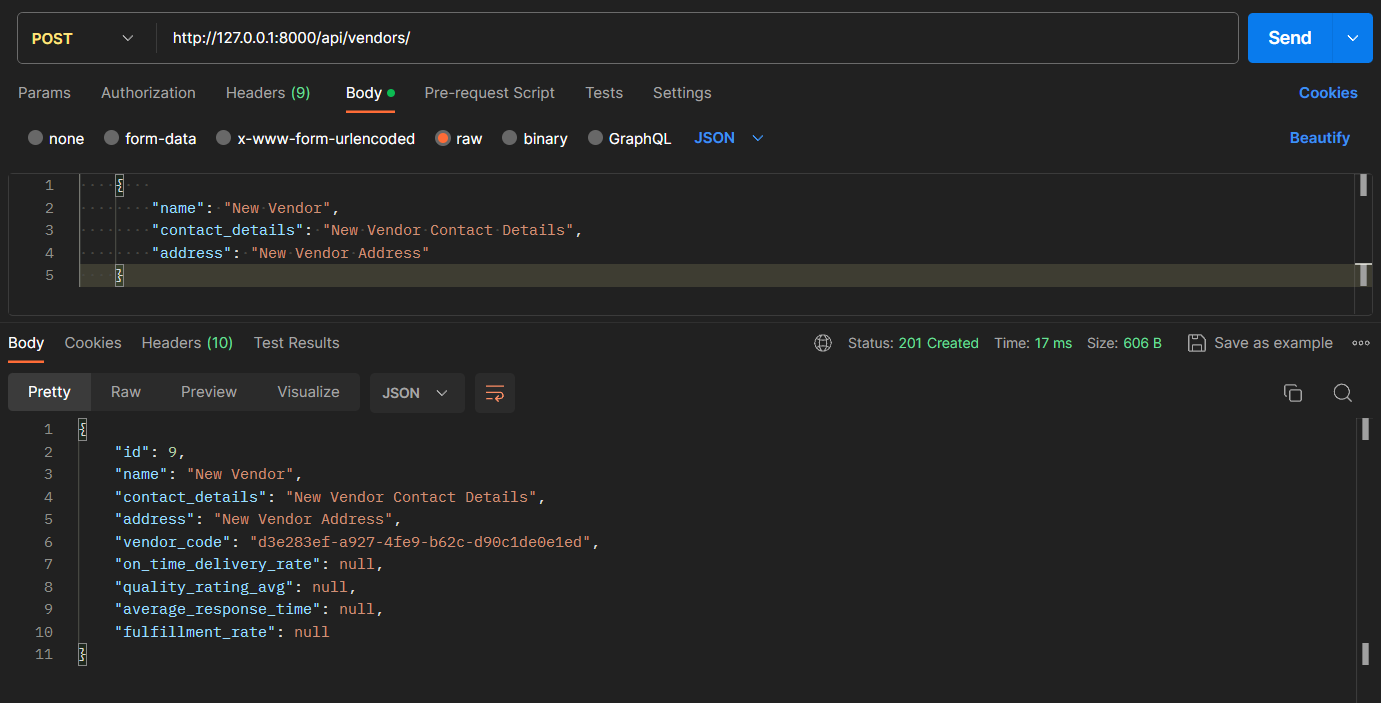 POST http://127.0.0.1:8000/api/vendors/ Send
Params Authorization Headers (9) Body Pre-request Script Tests Settings Cookies
none form-data x-www-form-urlencoded raw binary GraphQL JSON Beautify
1 {
2 "name": "New Vendor",
3 "contact_details": "New Vendor Contact Details",
4 "address": "New Vendor Address"
5 }
Body Cookies Headers (10) Test Results Status: 201 Created Time: 17 ms Size: 606 B Save as example
Pretty Raw Preview Visualize JSON
1 {
2 "id": 9,
3 "name": "New Vendor",
4 "contact_details": "New Vendor Contact Details",
5 "address": "New Vendor Address",
6 "vendor_code": "d3e283ef-a927-4fe9-b62c-d90c1de0e1ed",
7 "on_time_delivery_rate": null,
8 "quality_rating_avg": null,
9 "average_response_time": null,
10 "fulfillment_rate": null
11 }